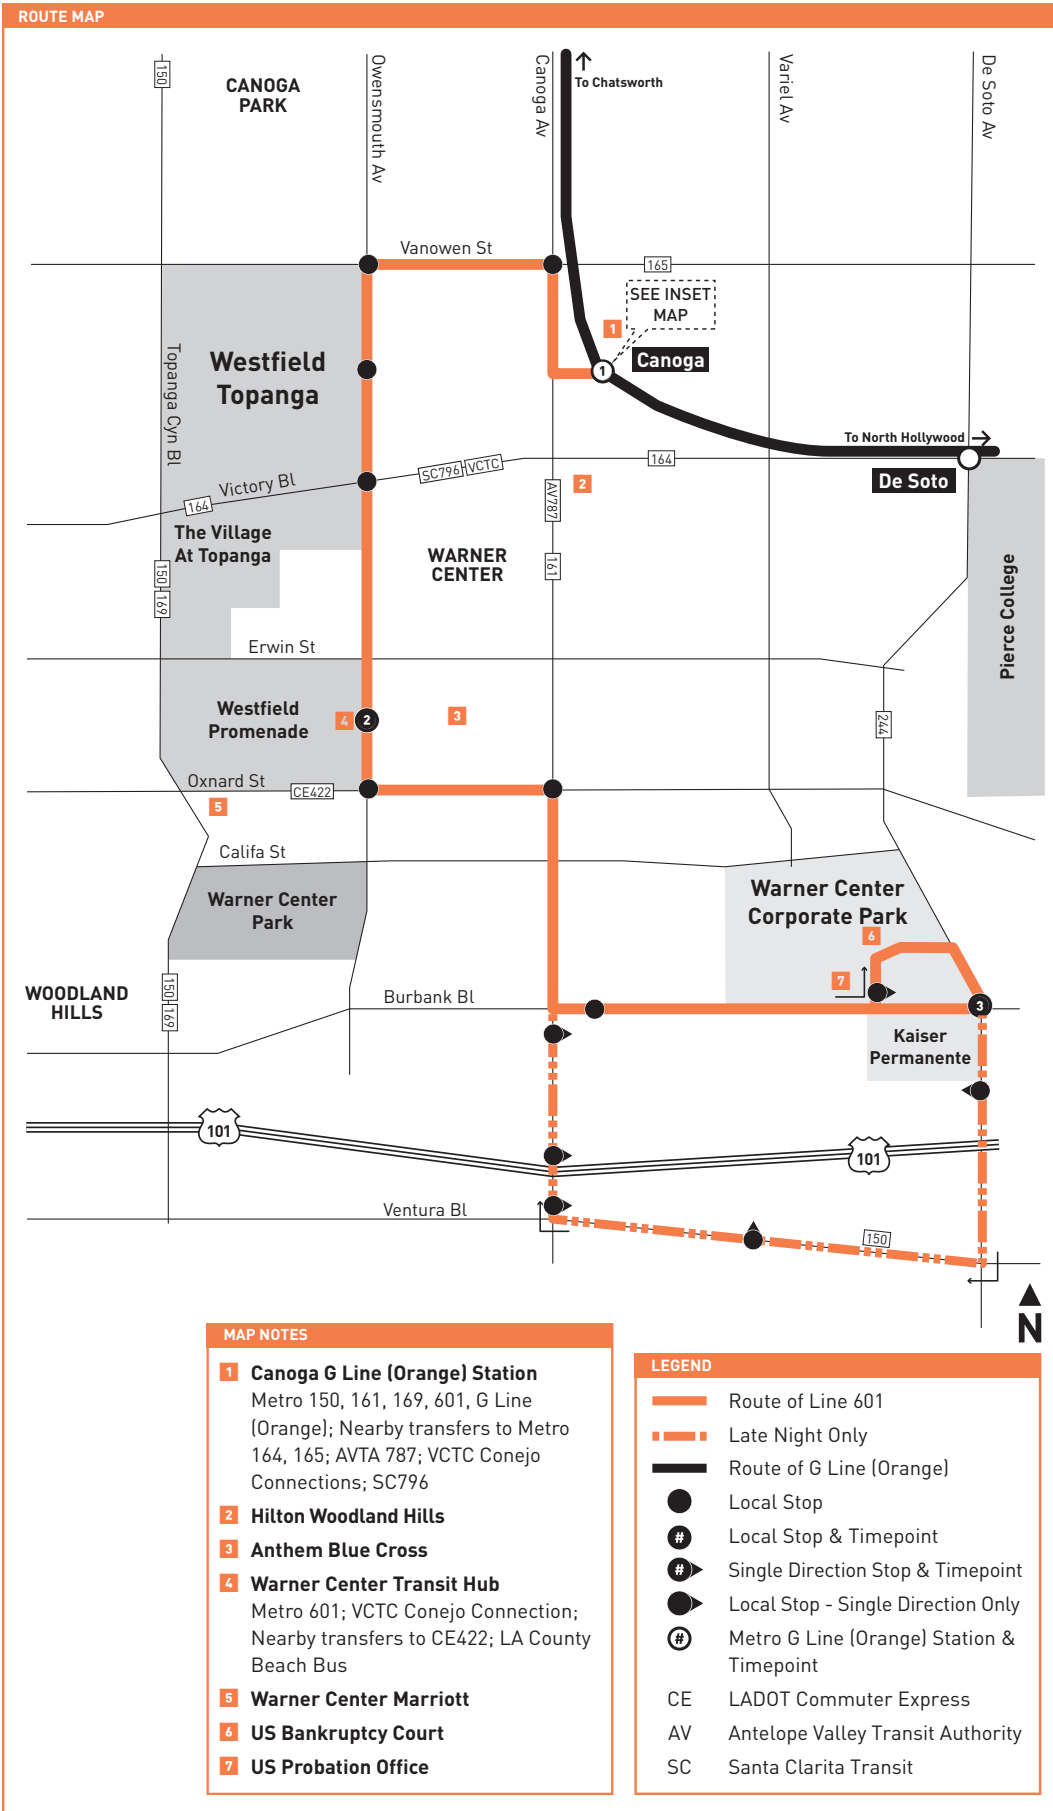 ROUTE MAP
150
CANOGA
PARK
Owensmouth Av
Canoga Av
To Chatsworth
Variel Av
De Soto Av
Vanowen St
165
SEE INSET
MAP
1
Canoga
1
Topanga Cyn Bl
Westfield
Topanga
To North Hollywood
De Soto
SC796
VCTC
164
Victory Bl
164
AV787
2
The Village
At Topanga
WARNER
CENTER
150
169
161
Pierce College
Erwin St
Westfield
Promenade
4
2
3
244
Oxnard St
CE422
5
Califa St
Warner Center
Park
Warner Center
Corporate Park
6
7
WOODLAND
HILLS
150
169
Burbank Bl
3
Kaiser
Permanente
101
101
Ventura Bl
150
N
MAP NOTES
1 Canoga G Line (Orange) Station
Metro 150, 161, 169, 601, G Line
(Orange); Nearby transfers to Metro
164, 165; AVTA 787; VCTC Conejo
Connections; SC796
2 Hilton Woodland Hills
3 Anthem Blue Cross
4 Warner Center Transit Hub
Metro 601; VCTC Conejo Connection;
Nearby transfers to CE422; LA County
Beach Bus
5 Warner Center Marriott
6 US Bankruptcy Court
7 US Probation Office
LEGEND
Route of Line 601
Late Night Only
Route of G Line (Orange)
Local Stop
# Local Stop & Timepoint
# Single Direction Stop & Timepoint
Local Stop - Single Direction Only
# Metro G Line (Orange) Station &
Timepoint
CE LADOT Commuter Express
AV Antelope Valley Transit Authority
SC Santa Clarita Transit